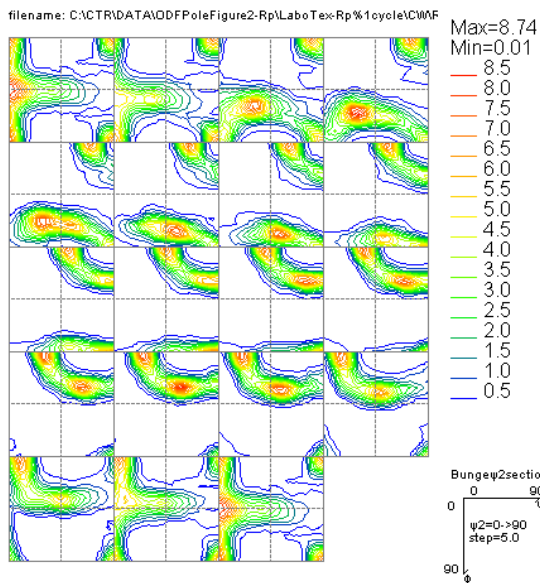 filename: C:\CTR\DATA\ODFPoleFigure2-Rp\LaboTex-Rp%1cycle\CW\F
Max=8.74
Min=0.01
8.5
8.0
7.5
7.0
6.5
6.0
5.5
5.0
4.5
4.0
3.5
3.0
2.5
2.0
1.5
1.0
0.5
Bungeψ2sectio
0 90
0
ψ2=0->90
step=5.0
90
Φ